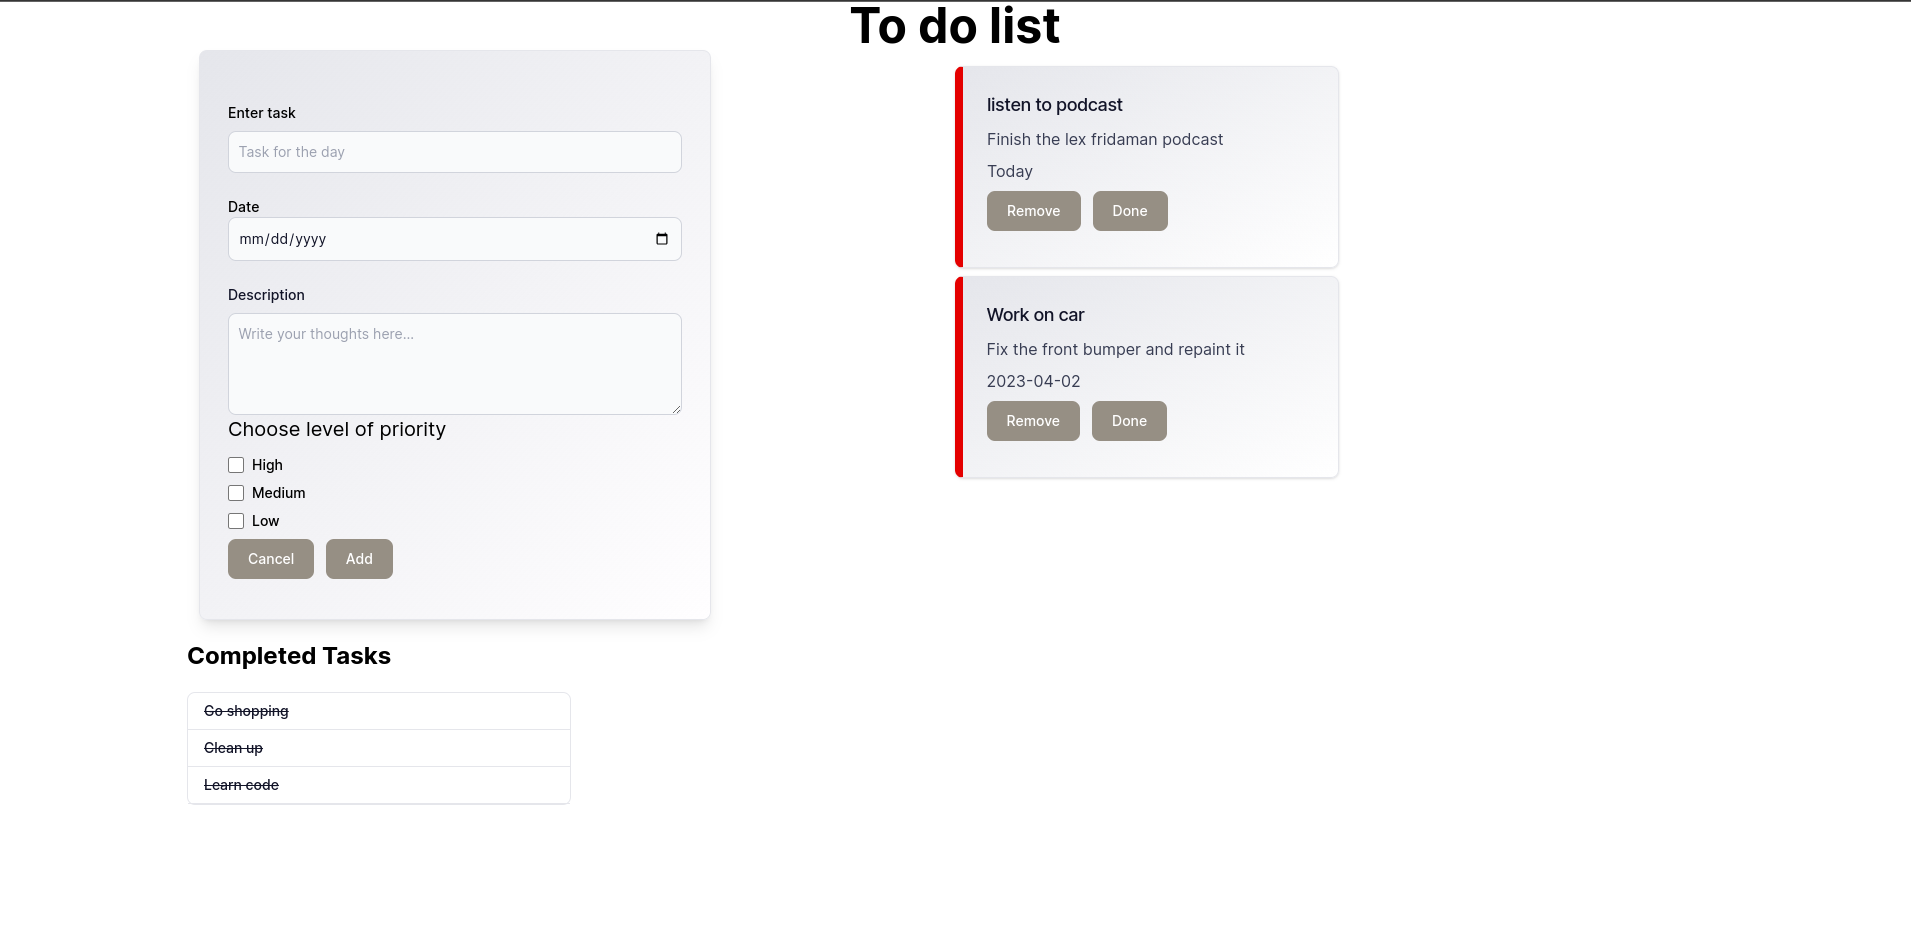 To do list
Enter task
Task for the day
Date
mm/dd/yyyy
Description
Write your thoughts here...
Choose level of priority
High
Medium
Low
Cancel Add
listen to podcast
Finish the lex fridaman podcast
Today
Remove Done
Work on car
Fix the front bumper and repaint it
2023-04-02
Remove Done
Completed Tasks
Go shopping
Clean up
Learn code